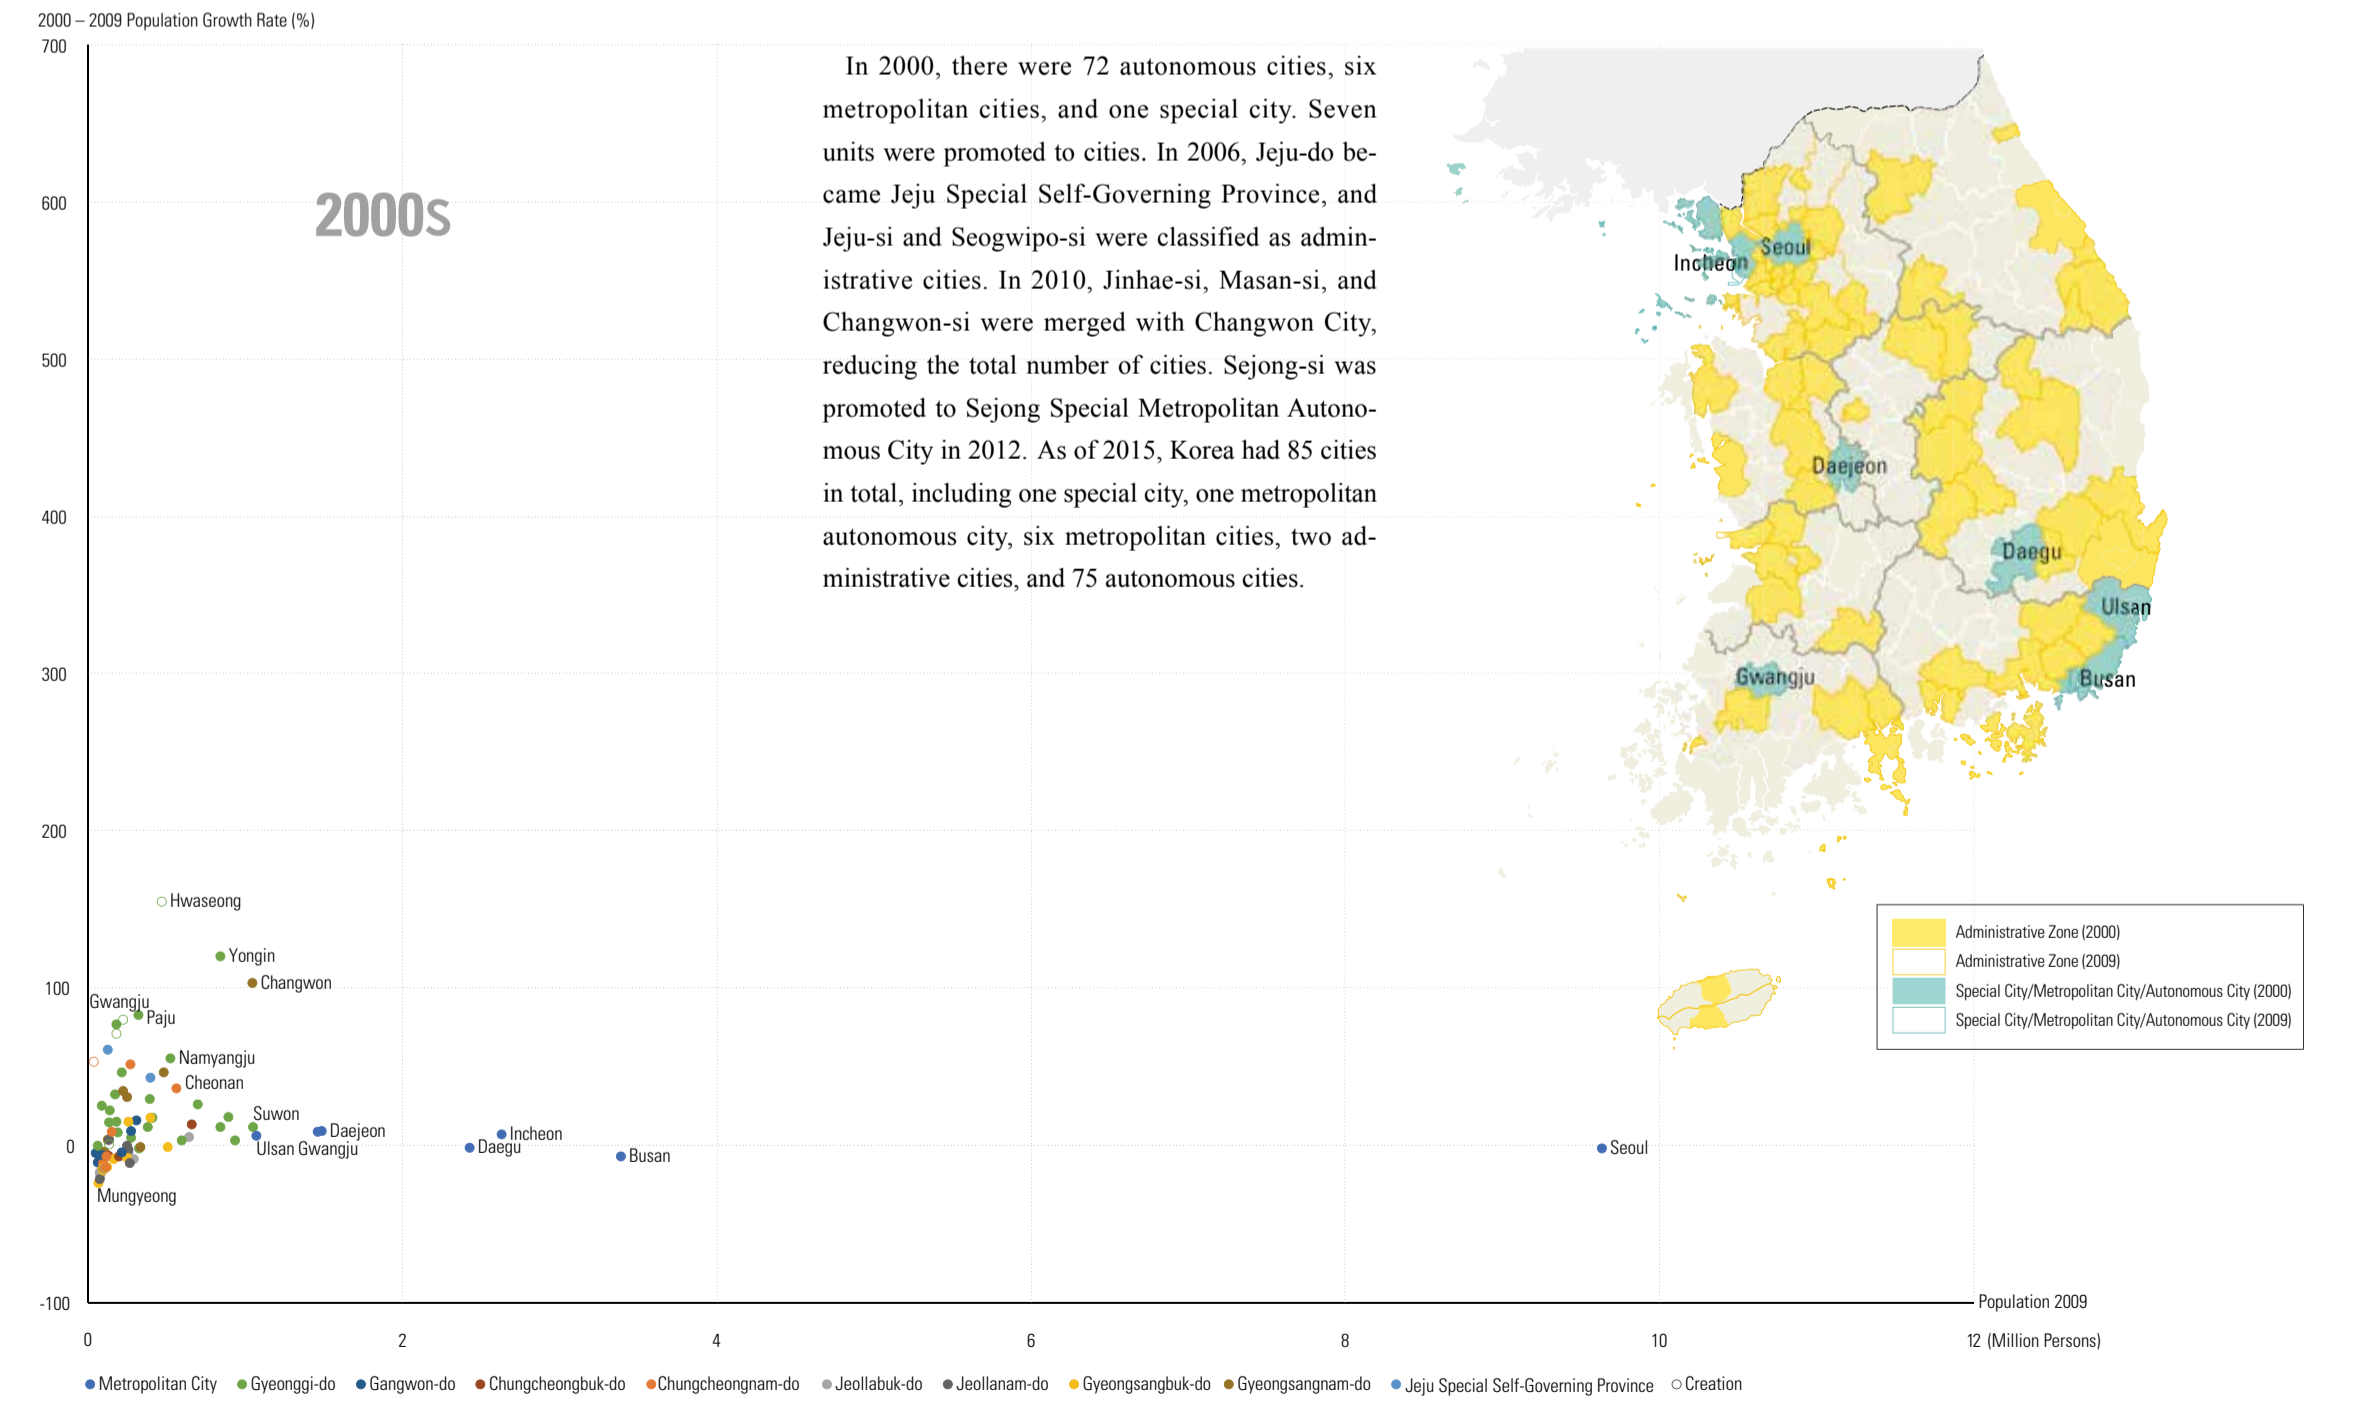 2000 – 2009 Population Growth Rate (%)
700
600
500
400
300
200
100
0
-100
2000s
In 2000, there were 72 autonomous cities, six
metropolitan cities, and one special city. Seven
units were promoted to cities. In 2006, Jeju-do be-
came Jeju Special Self-Governing Province, and
Jeju-si and Seogwipo-si were classified as admin-
istrative cities. In 2010, Jinhae-si, Masan-si, and
Changwon-si were merged with Changwon City,
reducing the total number of cities. Sejong-si was
promoted to Sejong Special Metropolitan Autono-
mous City in 2012. As of 2015, Korea had 85 cities
in total, including one special city, one metropolitan
autonomous city, six metropolitan cities, two ad-
ministrative cities, and 75 autonomous cities.
Seoul
Incheon
Daejeon
Daegu
Ulsan
Busan
Gwangju
Administrative Zone (2000)
Administrative Zone (2009)
Special City/Metropolitan City/Autonomous City (2000)
Special City/Metropolitan City/Autonomous City (2009)
Hwaseong
Yongin
Changwon
Gwangju
Paju
Namyangju
Cheonan
Suwon
Daejeon
Ulsan Gwangju
Incheon
Daegu
Busan
Seoul
Mungyeong
Population 2009
0
2
4
6
8
10
12 (Million Persons)
Metropolitan City
Gyeonggi-do
Gangwon-do
Chungcheongbuk-do
Chungcheongnam-do
Jeollabuk-do
Jeollanam-do
Gyeongsangbuk-do
Gyeongsangnam-do
Jeju Special Self-Governing Province
Creation